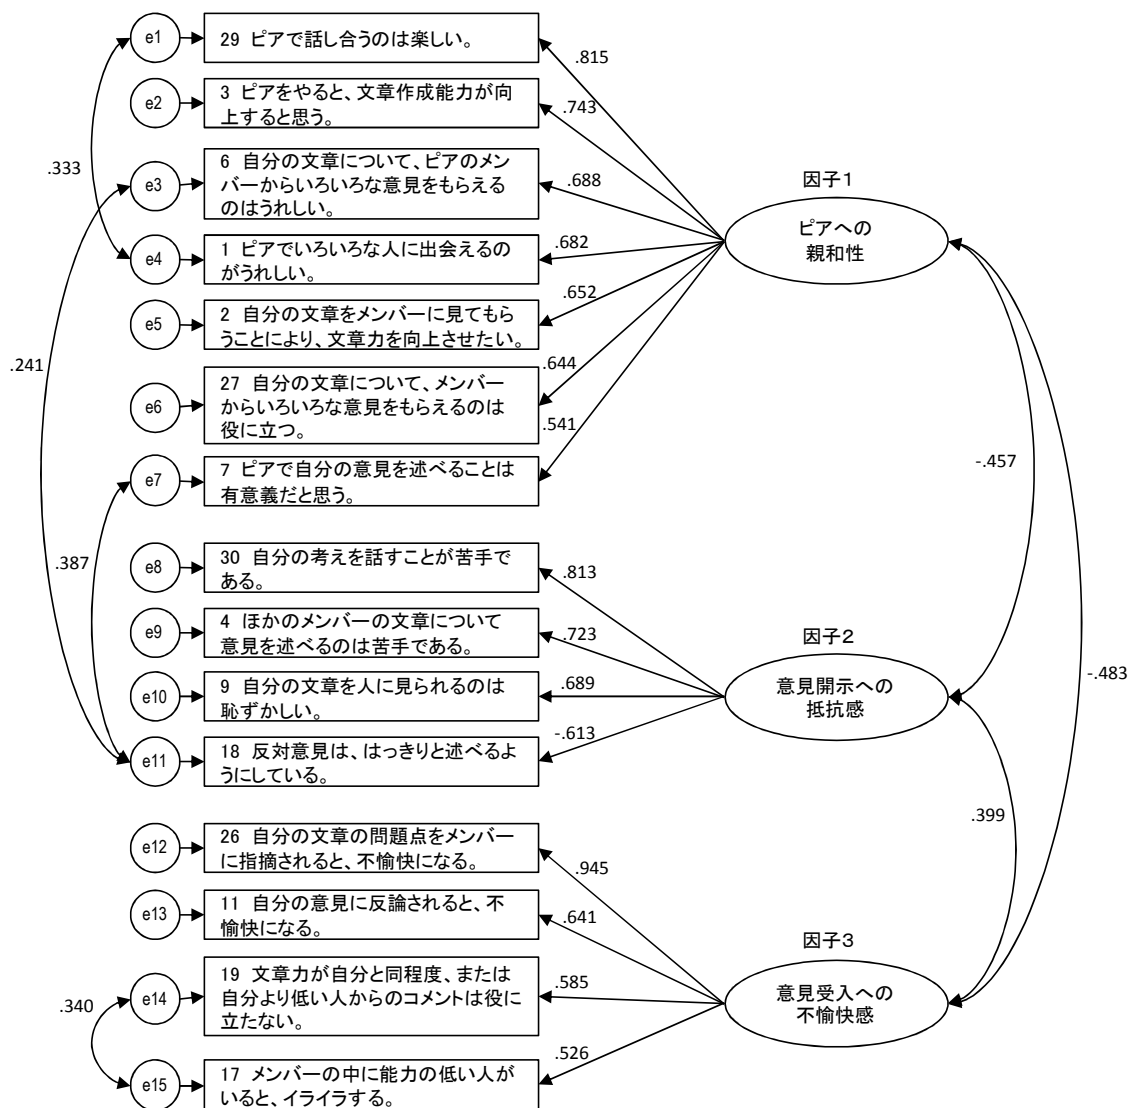 e1
29 ピアで話し合うのは楽しい。
.815
e2
3 ピアをやると、文章作成能力が向
上すると思う。
.743
.333
e3
6 自分の文章について、ピアのメン
バーからいろいろな意見をもらえる
のはうれしい。
.688
因子1
ピアへの
親和性
e4
1 ピアでいろいろな人に出会えるの
がうれしい。
.682
e5
2 自分の文章をメンバーに見てもら
うことにより、文章力を向上させたい。
.652
.241
e6
27 自分の文章について、メンバー
からいろいろな意見をもらえるのは
役に立つ。
.644
.541
e7
7 ピアで自分の意見を述べることは
有意義だと思う。
-.457
.387
e8
30 自分の考えを話すことが苦手で
ある。
.813
e9
4 ほかのメンバーの文章について
意見を述べるのは苦手である。
.723
因子2
意見開示への
抵抗感
-.483
e10
9 自分の文章を人に見られるのは
恥ずかしい。
.689
e11
18 反対意見は、はっきりと述べるよ
うにしている。
-.613
.399
e12
26 自分の文章の問題点をメンバー
に指摘されると、不愉快になる。
.945
e13
11 自分の意見に反論されると、不
愉快になる。
.641
因子3
意見受入への
不愉快感
e14
19 文章力が自分と同程度、または
自分より低い人からのコメントは役に
立たない。
.585
.340
e15
17 メンバーの中に能力の低い人が
いると、イライラする。
.526